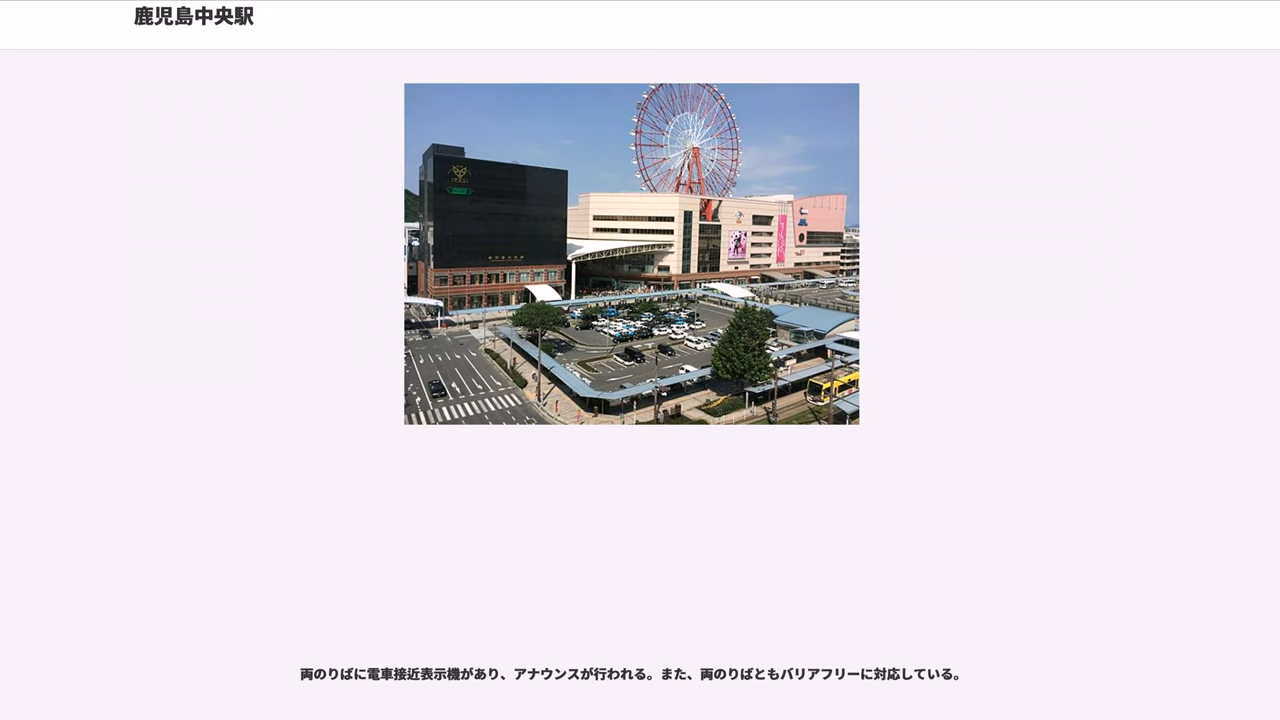 鹿児島中央駅
両のりばに電車接近表示機があり、アナウンスが行われる。また、両のりばともバリアフリーに対応している。